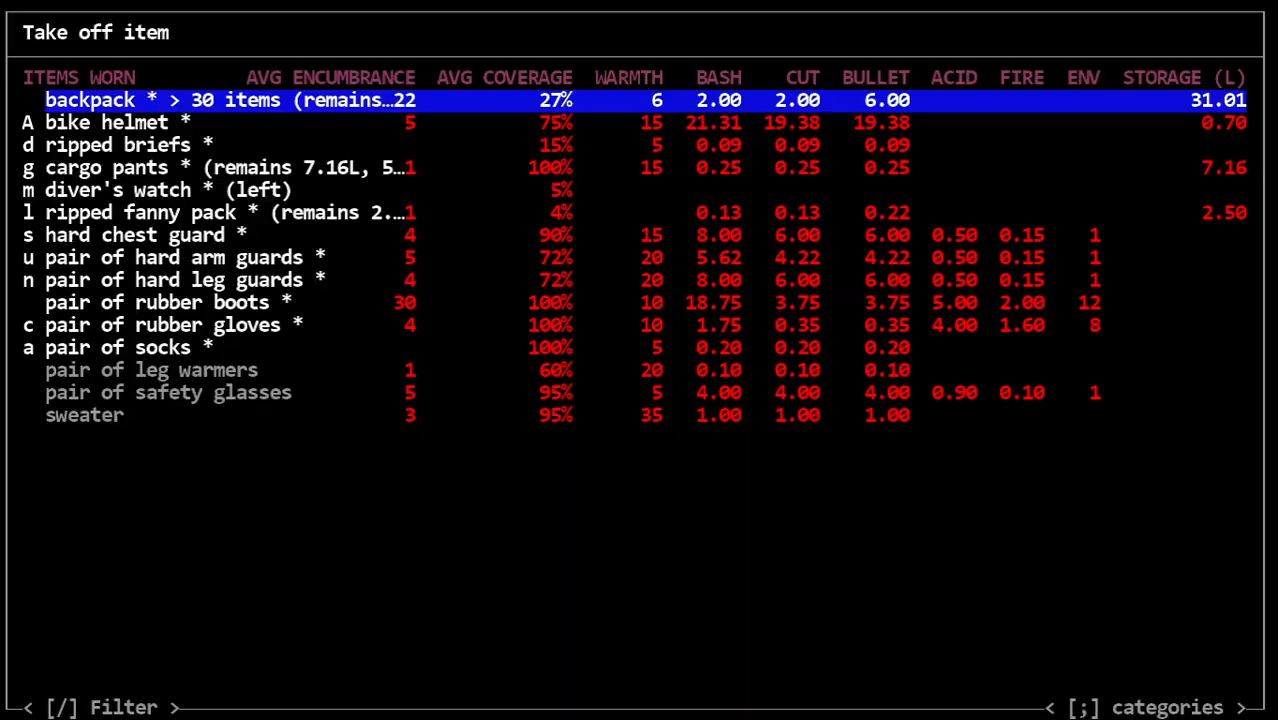 Take off item
ITEMS WORN AVG ENCUMBRANCE AVG COVERAGE WARMTH BASH CUT BULLET ACID FIRE ENV STORAGE (L)
backpack * > 30 items (remains…22 27% 6 2.00 2.00 6.00 31.01
A bike helmet * 5 75% 15 21.31 19.38 19.38 0.70
d ripped briefs * 15% 5 0.09 0.09 0.09
g cargo pants * (remains 7.16L, 5…1 100% 15 0.25 0.25 0.25 7.16
m diver's watch * (left) 5%
l ripped fanny pack * (remains 2.…1 4% 0.13 0.13 0.22 2.50
s hard chest guard * 4 90% 15 8.00 6.00 6.00 0.50 0.15 1
u pair of hard arm guards * 5 72% 20 5.62 4.22 4.22 0.50 0.15 1
n pair of hard leg guards * 4 72% 20 8.00 6.00 6.00 0.50 0.15 1
pair of rubber boots * 30 100% 10 18.75 3.75 3.75 5.00 2.00 12
c pair of rubber gloves * 4 100% 10 1.75 0.35 0.35 4.00 1.60 8
a pair of socks * 100% 5 0.20 0.20 0.20
pair of leg warmers 1 60% 20 0.10 0.10 0.10
pair of safety glasses 5 95% 5 4.00 4.00 4.00 0.90 0.10 1
sweater 3 95% 35 1.00 1.00 1.00
< [/] Filter > < [;] categories >